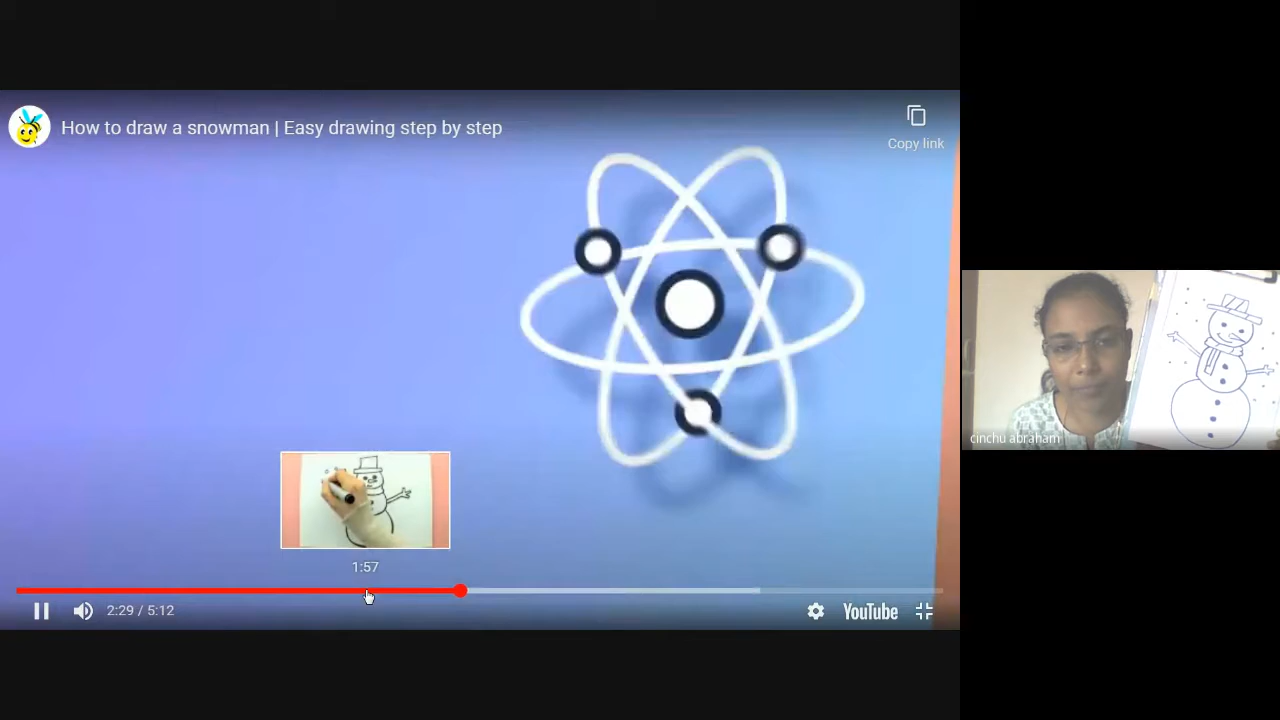 How to draw a snowman | Easy drawing step by step
Copy link
cinchu abraham
1:57
2:29 / 5:12
YouTube